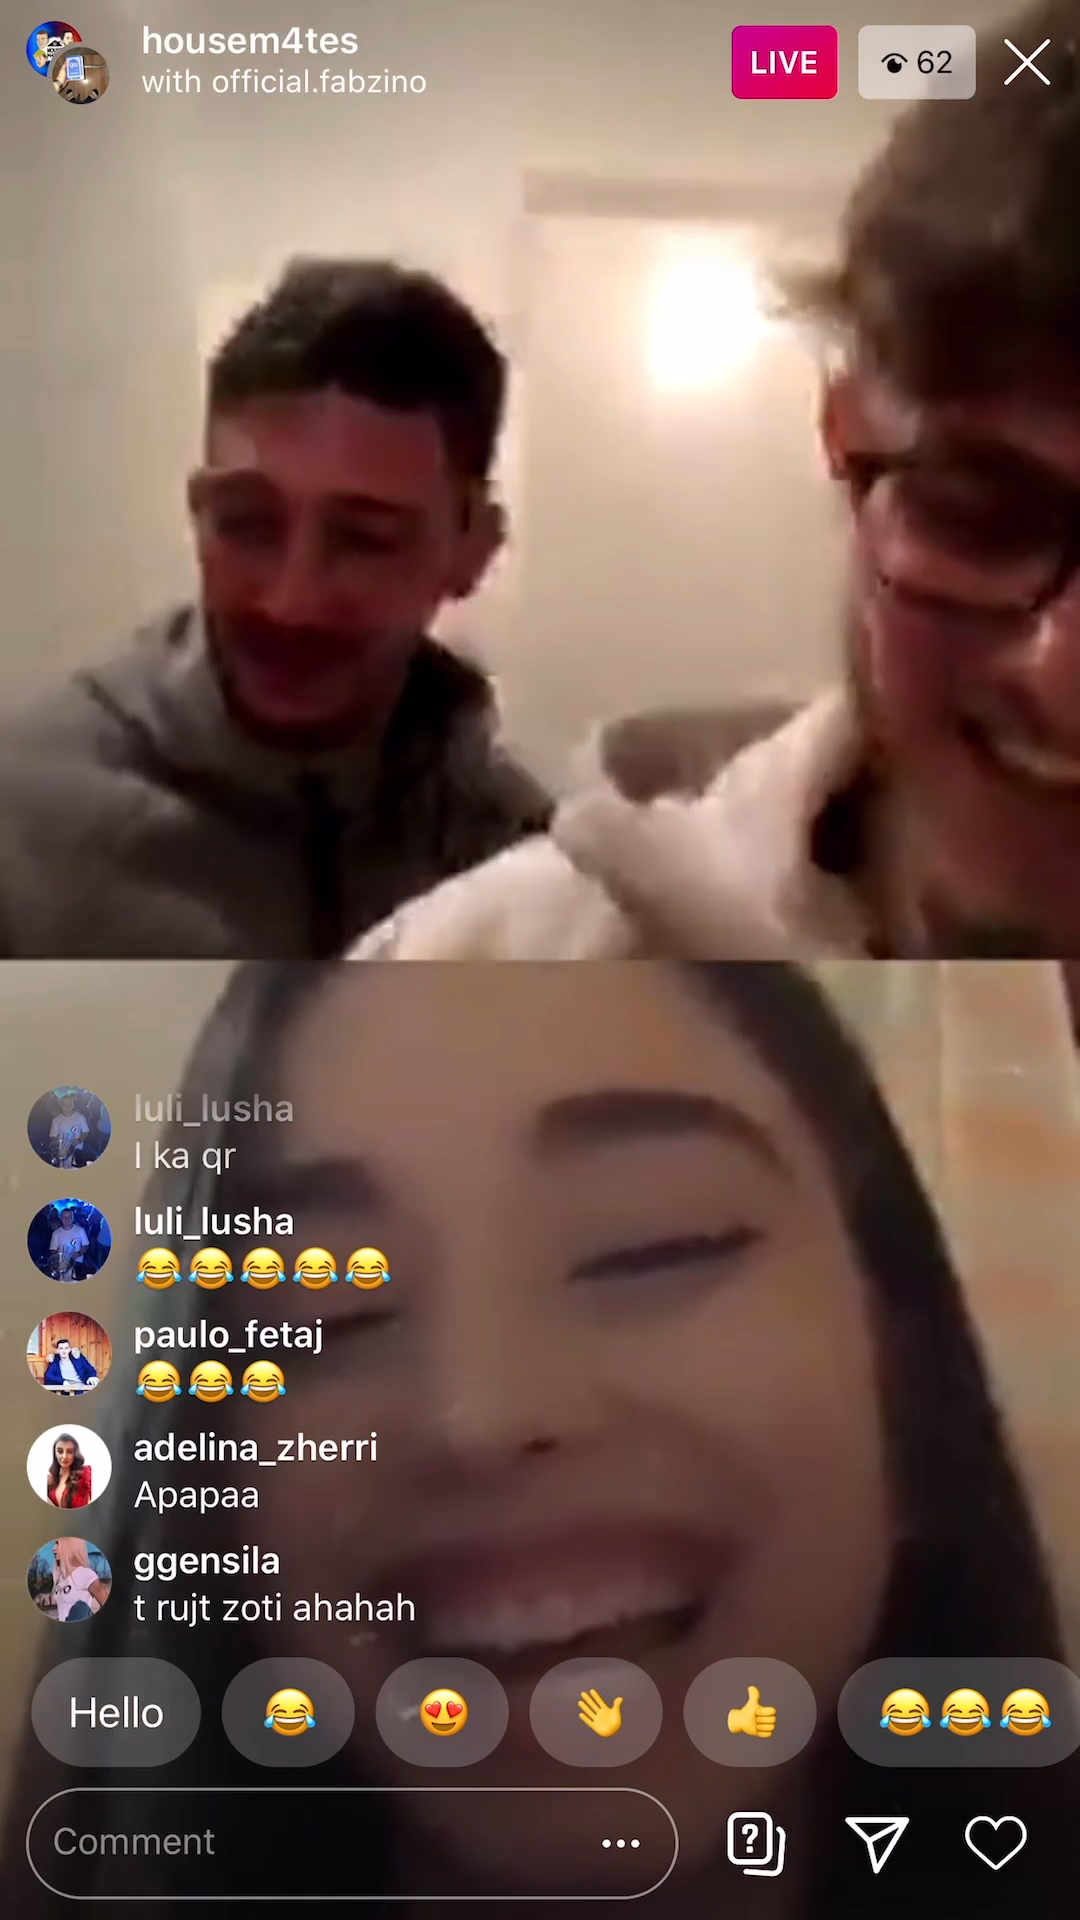 housem4tes
with official.fabzino
LIVE
62
luli_lusha
I ka qr
luli_lusha
😂😂😂😂😂
paulo_fetaj
😂😂😂
adelina_zherri
Apapaa
ggensila
t rujt zoti ahahah
Hello 😂 😍 👋 👍 😂😂😂
Comment